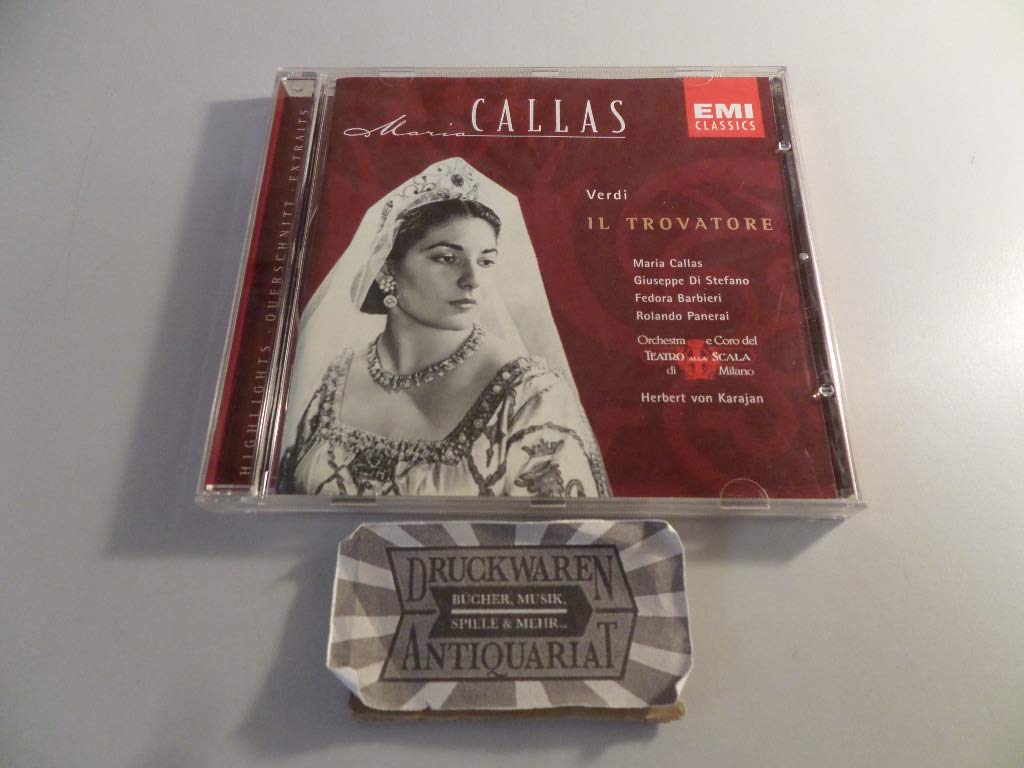 HIGHLIGHTS · QUERSCHNITT · EXTRAITS
Maria CALLAS
EMI
CLASSICS
Verdi
IL TROVATORE
Maria Callas
Giuseppe Di Stefano
Fedora Barbieri
Rolando Panerai
Orchestra e Coro del
TEATRO ALLA SCALA
di Milano
Herbert von Karajan
DRUCKWAREN
BÜCHER, MUSIK,
SPIELE & MEHR...
ANTIQUARIAT